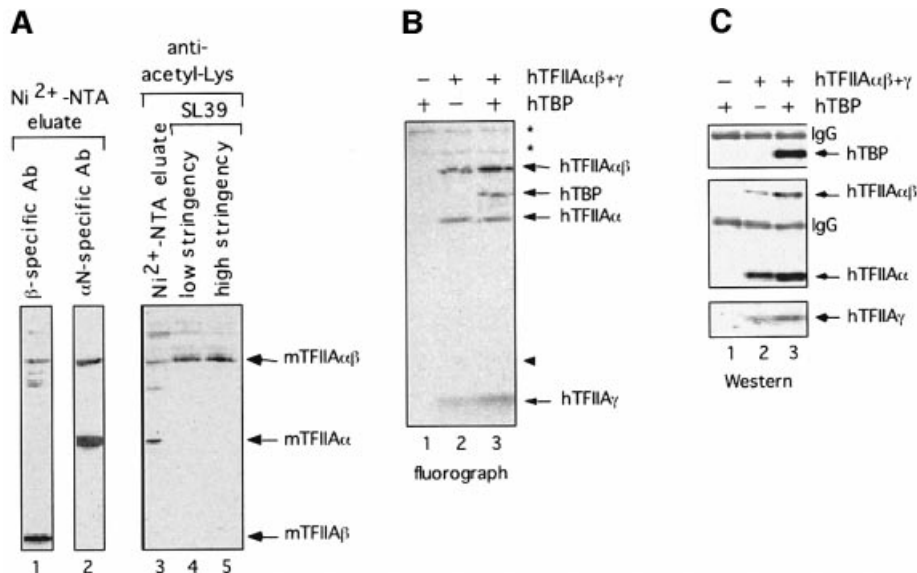 A
Ni 2+ -NTA
eluate
β-specific Ab
αN-specific Ab
anti-
acetyl-Lys
SL39
Ni2+-NTA eluate
low stringency
high stringency
mTFIIAαβ
mTFIIAα
mTFIIAβ
1 2 3 4 5
B
– + + hTFIIAαβ+γ
+ – + hTBP
*
*
hTFIIAαβ
hTBP
hTFIIAα
hTFIIAγ
1 2 3
fluorograph
C
– + + hTFIIAαβ+γ
+ – + hTBP
IgG
hTBP
hTFIIAαβ
IgG
hTFIIAα
hTFIIAγ
1 2 3
Western